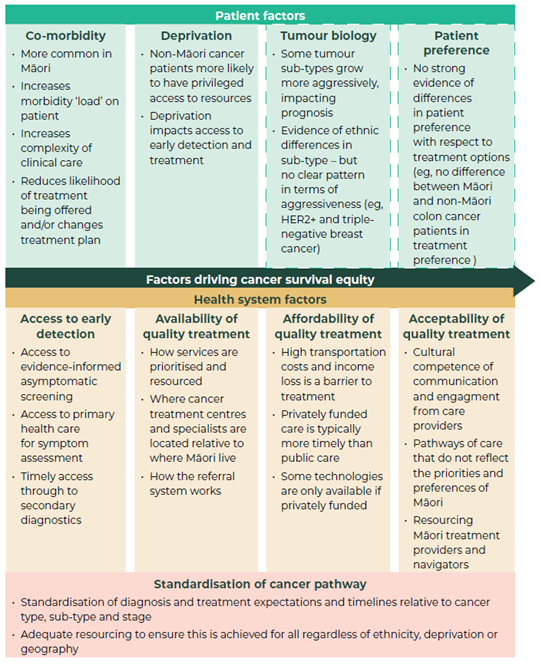 Patient factors
Co-morbidity
• More common in
Māori
• Increases
morbidity ‘load’ on
patient
• Increases
complexity of
clinical care
• Reduces likelihood
of treatment
being offered
and/or changes
treatment plan
Deprivation
• Non-Māori cancer
patients more likely
to have privileged
access to resources
• Deprivation
impacts access to
early detection and
treatment
Tumour biology
• Some tumour
sub-types grow
more aggressively,
impacting
prognosis
• Evidence of ethnic
differences in
sub-type – but
no clear pattern
in terms of
aggressiveness (eg,
HER2+ and triple-
negative breast
cancer)
Patient
preference
• No strong
evidence of
differences
in patient
preference
with respect to
treatment options
(eg, no difference
between Māori
and non-Māori
colon cancer
patients in
treatment
preference )
Factors driving cancer survival equity
Health system factors
Access to early
detection
• Access to
evidence-informed
asymptomatic
screening
• Access to primary
health care
for symptom
assessment
• Timely access
through to
secondary
diagnostics
Availability of
quality treatment
• How services are
prioritised and
resourced
• Where cancer
treatment centres
and specialists are
located relative to
where Māori live
• How the referral
system works
Affordability of
quality treatment
• High transportation
costs and income
loss is a barrier to
treatment
• Privately funded
care is typically
more timely than
public care
• Some technologies
are only available if
privately funded
Acceptability of
quality treatment
• Cultural
competence of
communication
and engagment
from care
providers
• Pathways of care
that do not reflect
the priorities and
preferences of
Māori
• Resourcing
Māori treatment
providers and
navigators
Standardisation of cancer pathway
• Standardisation of diagnosis and treatment expectations and timelines relative to cancer
type, sub-type and stage
• Adequate resourcing to ensure this is achieved for all regardless of ethnicity, deprivation or
geography